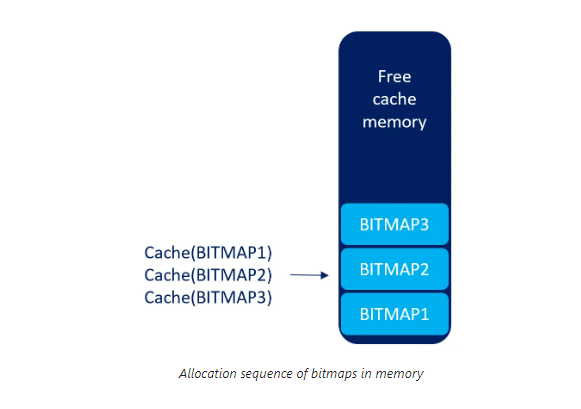 Free
cache
memory
BITMAP3
BITMAP2
BITMAP1
Cache(BITMAP1)
Cache(BITMAP2)
Cache(BITMAP3)
Allocation sequence of bitmaps in memory